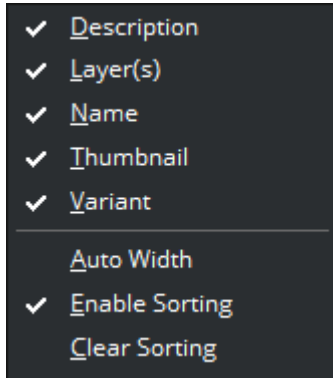 Description
Layer(s)
Name
Thumbnail
Variant
Auto Width
Enable Sorting
Clear Sorting